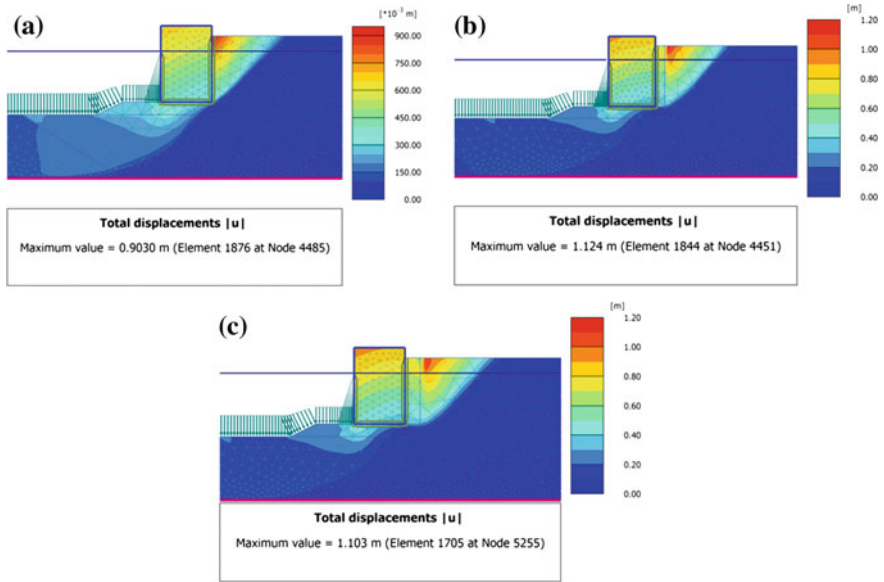 (a)
[*10⁻³ m]
900.00
750.00
600.00
450.00
300.00
150.00
0.00
Total displacements |u|
Maximum value = 0.9030 m (Element 1876 at Node 4485)
(b)
[m]
1.20
1.00
0.80
0.60
0.40
0.20
0.00
Total displacements |u|
Maximum value = 1.124 m (Element 1844 at Node 4451)
(c)
[m]
1.20
1.00
0.80
0.60
0.40
0.20
0.00
Total displacements |u|
Maximum value = 1.103 m (Element 1705 at Node 5255)